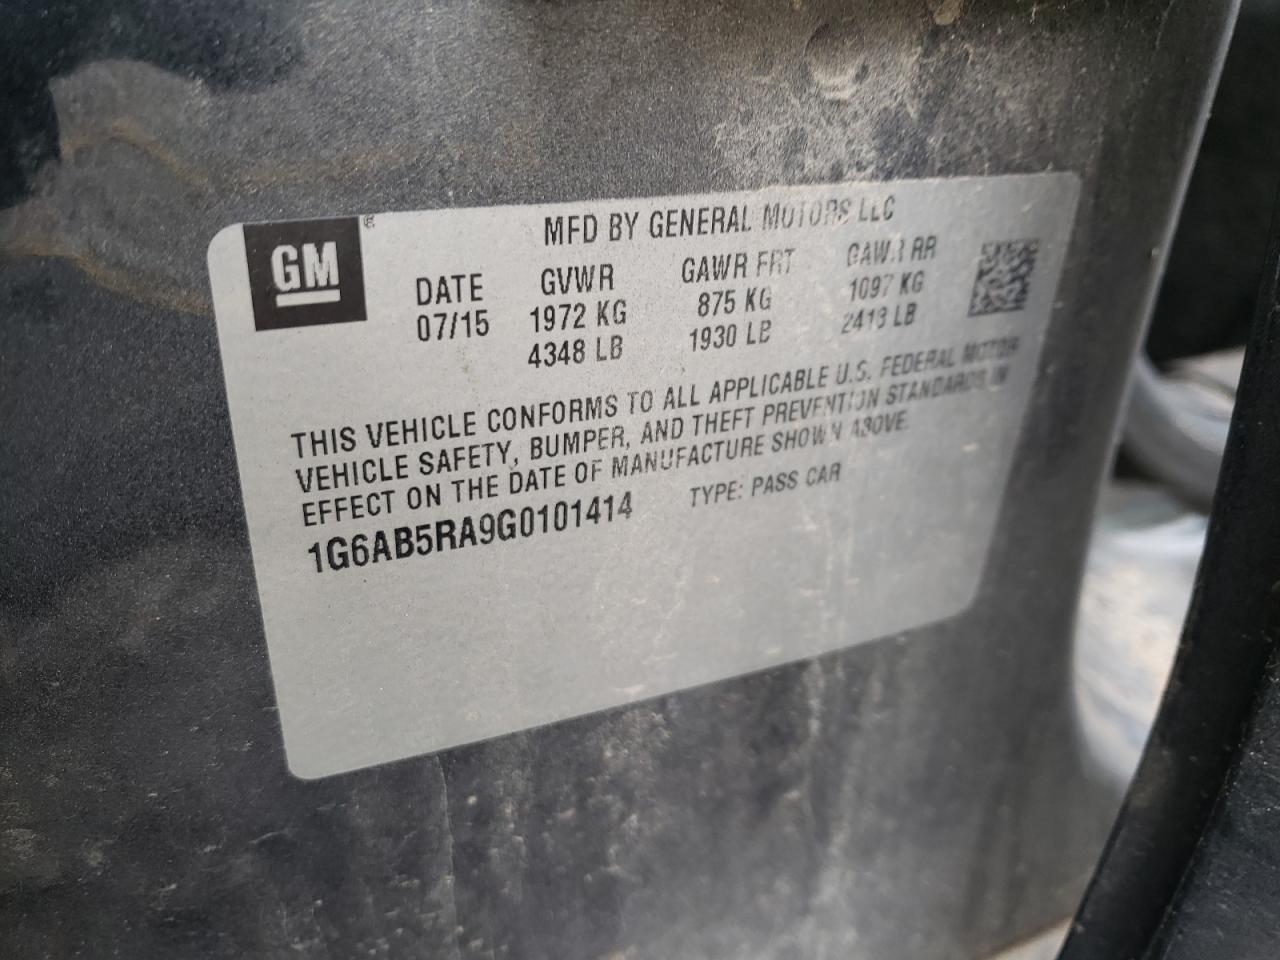 GM®
MFD BY GENERAL MOTORS LLC
DATE GVWR GAWR FRT GAWR RR
07/15 1972 KG 875 KG 1097 KG
4348 LB 1930 LB 2413 LB
THIS VEHICLE CONFORMS TO ALL APPLICABLE U.S. FEDERAL MOTOR
VEHICLE SAFETY, BUMPER, AND THEFT PREVENTION STANDARDS IN
EFFECT ON THE DATE OF MANUFACTURE SHOWN ABOVE.
1G6AB5RA9G0101414 TYPE: PASS CAR